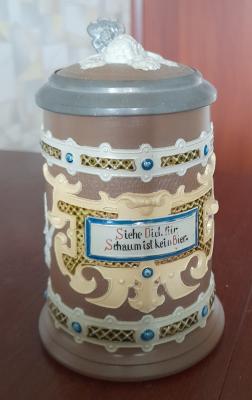 Siehe Dich für
Schaum ist kein Bier.